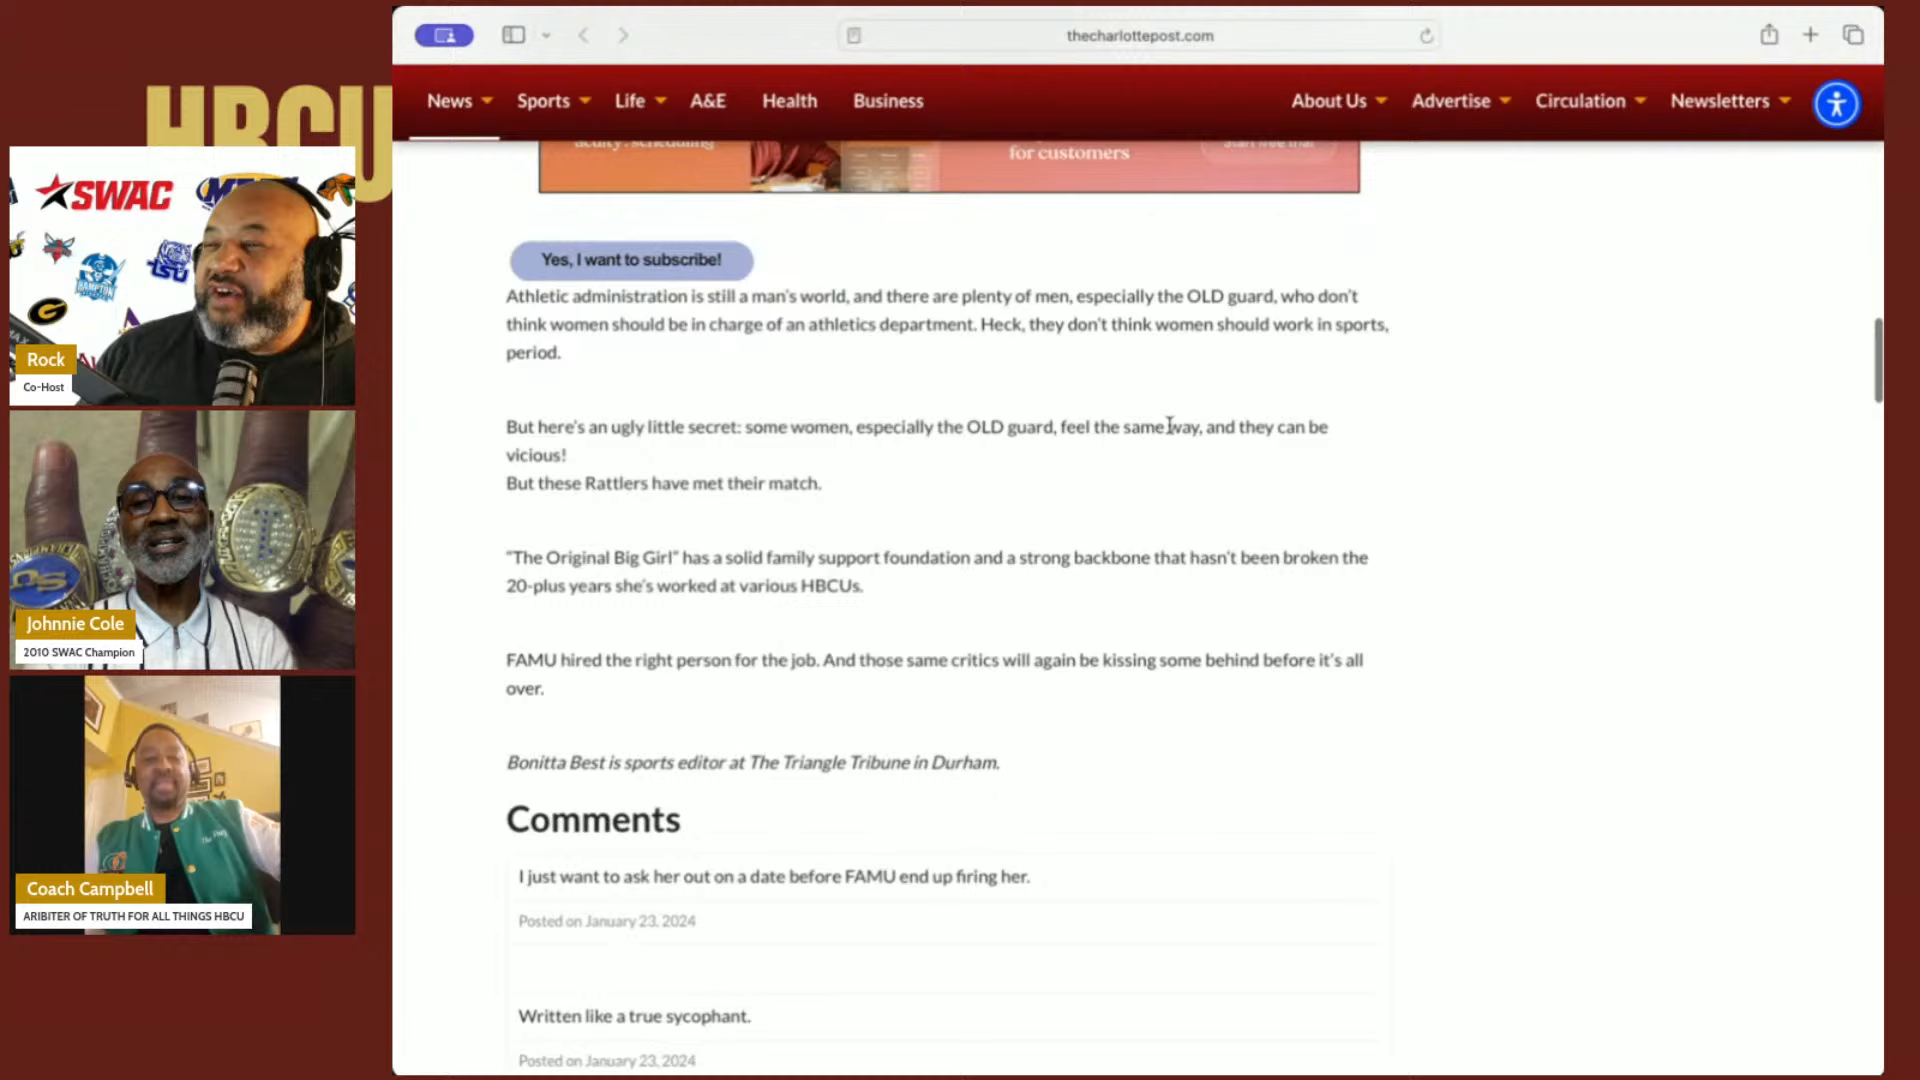 HBCU
SWAC
HAMPTON
TSU
Rock
Co-Host
Johnnie Cole
2010 SWAC Champion
Coach Campbell
ARIBITER OF TRUTH FOR ALL THINGS HBCU
thecharlottepost.com
News
Sports
Life
A&E
Health
Business
About Us
Advertise
Circulation
Newsletters
acuity:scheduling
for customers
Start free trial
Yes, I want to subscribe!
Athletic administration is still a man's world, and there are plenty of men, especially the OLD guard, who don't
think women should be in charge of an athletics department. Heck, they don't think women should work in sports,
period.
But here's an ugly little secret: some women, especially the OLD guard, feel the same way, and they can be
vicious!
But these Rattlers have met their match.
"The Original Big Girl" has a solid family support foundation and a strong backbone that hasn't been broken the
20-plus years she's worked at various HBCUs.
FAMU hired the right person for the job. And those same critics will again be kissing some behind before it's all
over.
Bonitta Best is sports editor at The Triangle Tribune in Durham.
Comments
I just want to ask her out on a date before FAMU end up firing her.
Posted on January 23, 2024
Written like a true sycophant.
Posted on January 23, 2024